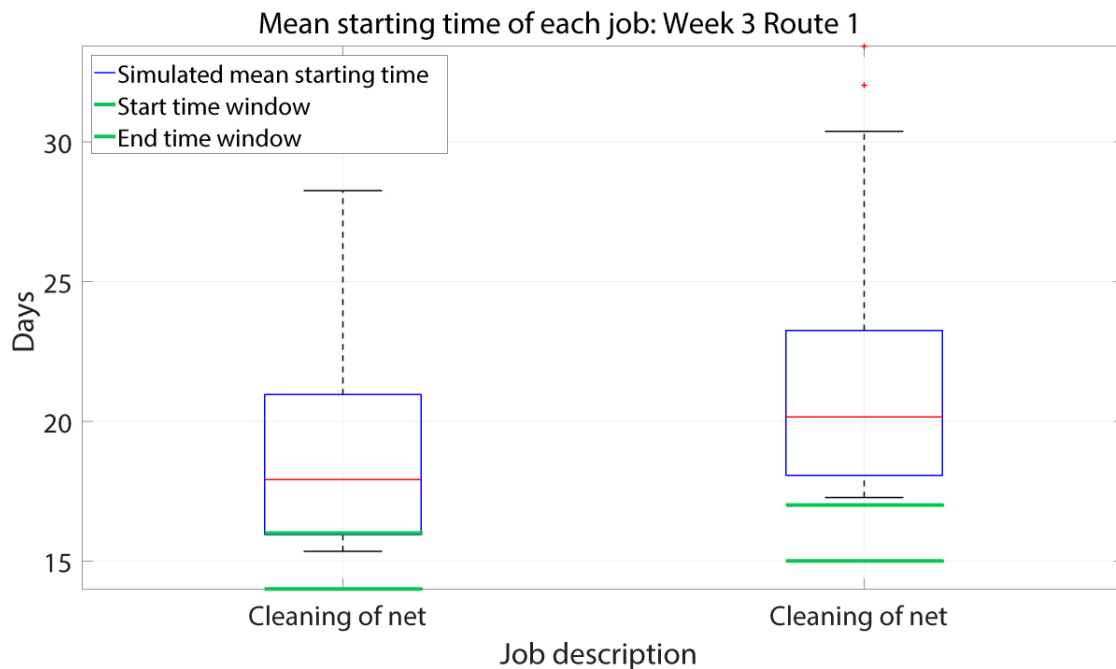 Mean starting time of each job: Week 3 Route 1
Simulated mean starting time
Start time window
End time window
30
25
20
15
Days
Cleaning of net
Cleaning of net
Job description